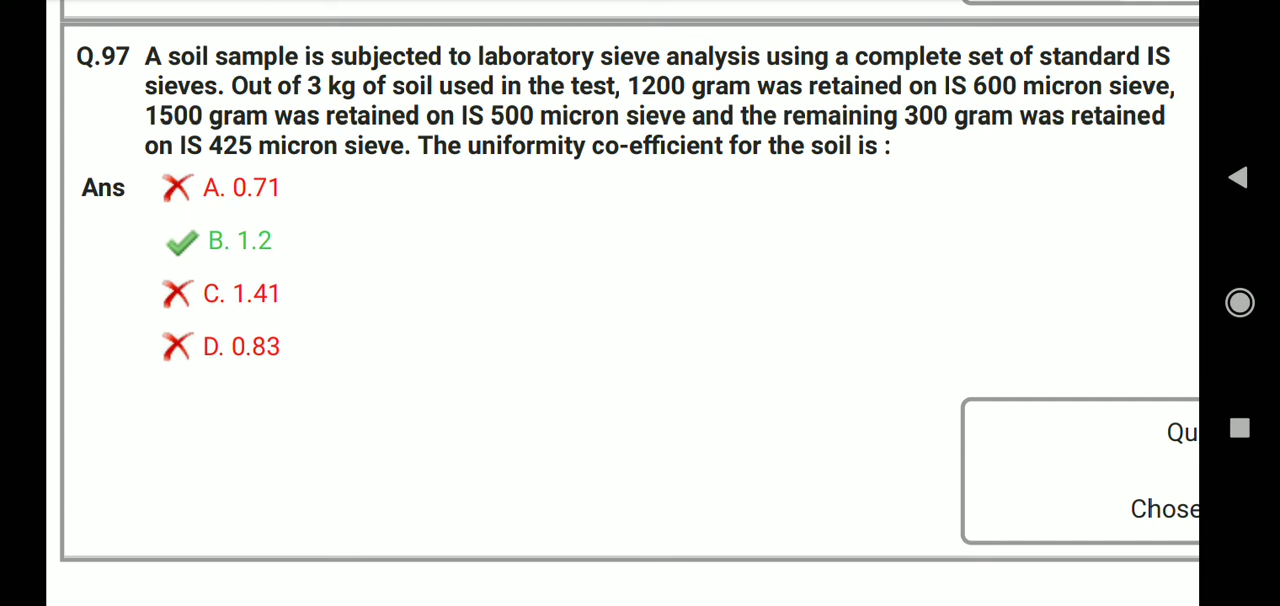 Q.97 A soil sample is subjected to laboratory sieve analysis using a complete set of standard IS
sieves. Out of 3 kg of soil used in the test, 1200 gram was retained on IS 600 micron sieve,
1500 gram was retained on IS 500 micron sieve and the remaining 300 gram was retained
on IS 425 micron sieve. The uniformity co-efficient for the soil is :
Ans A. 0.71
B. 1.2
C. 1.41
D. 0.83
Qu
Chose